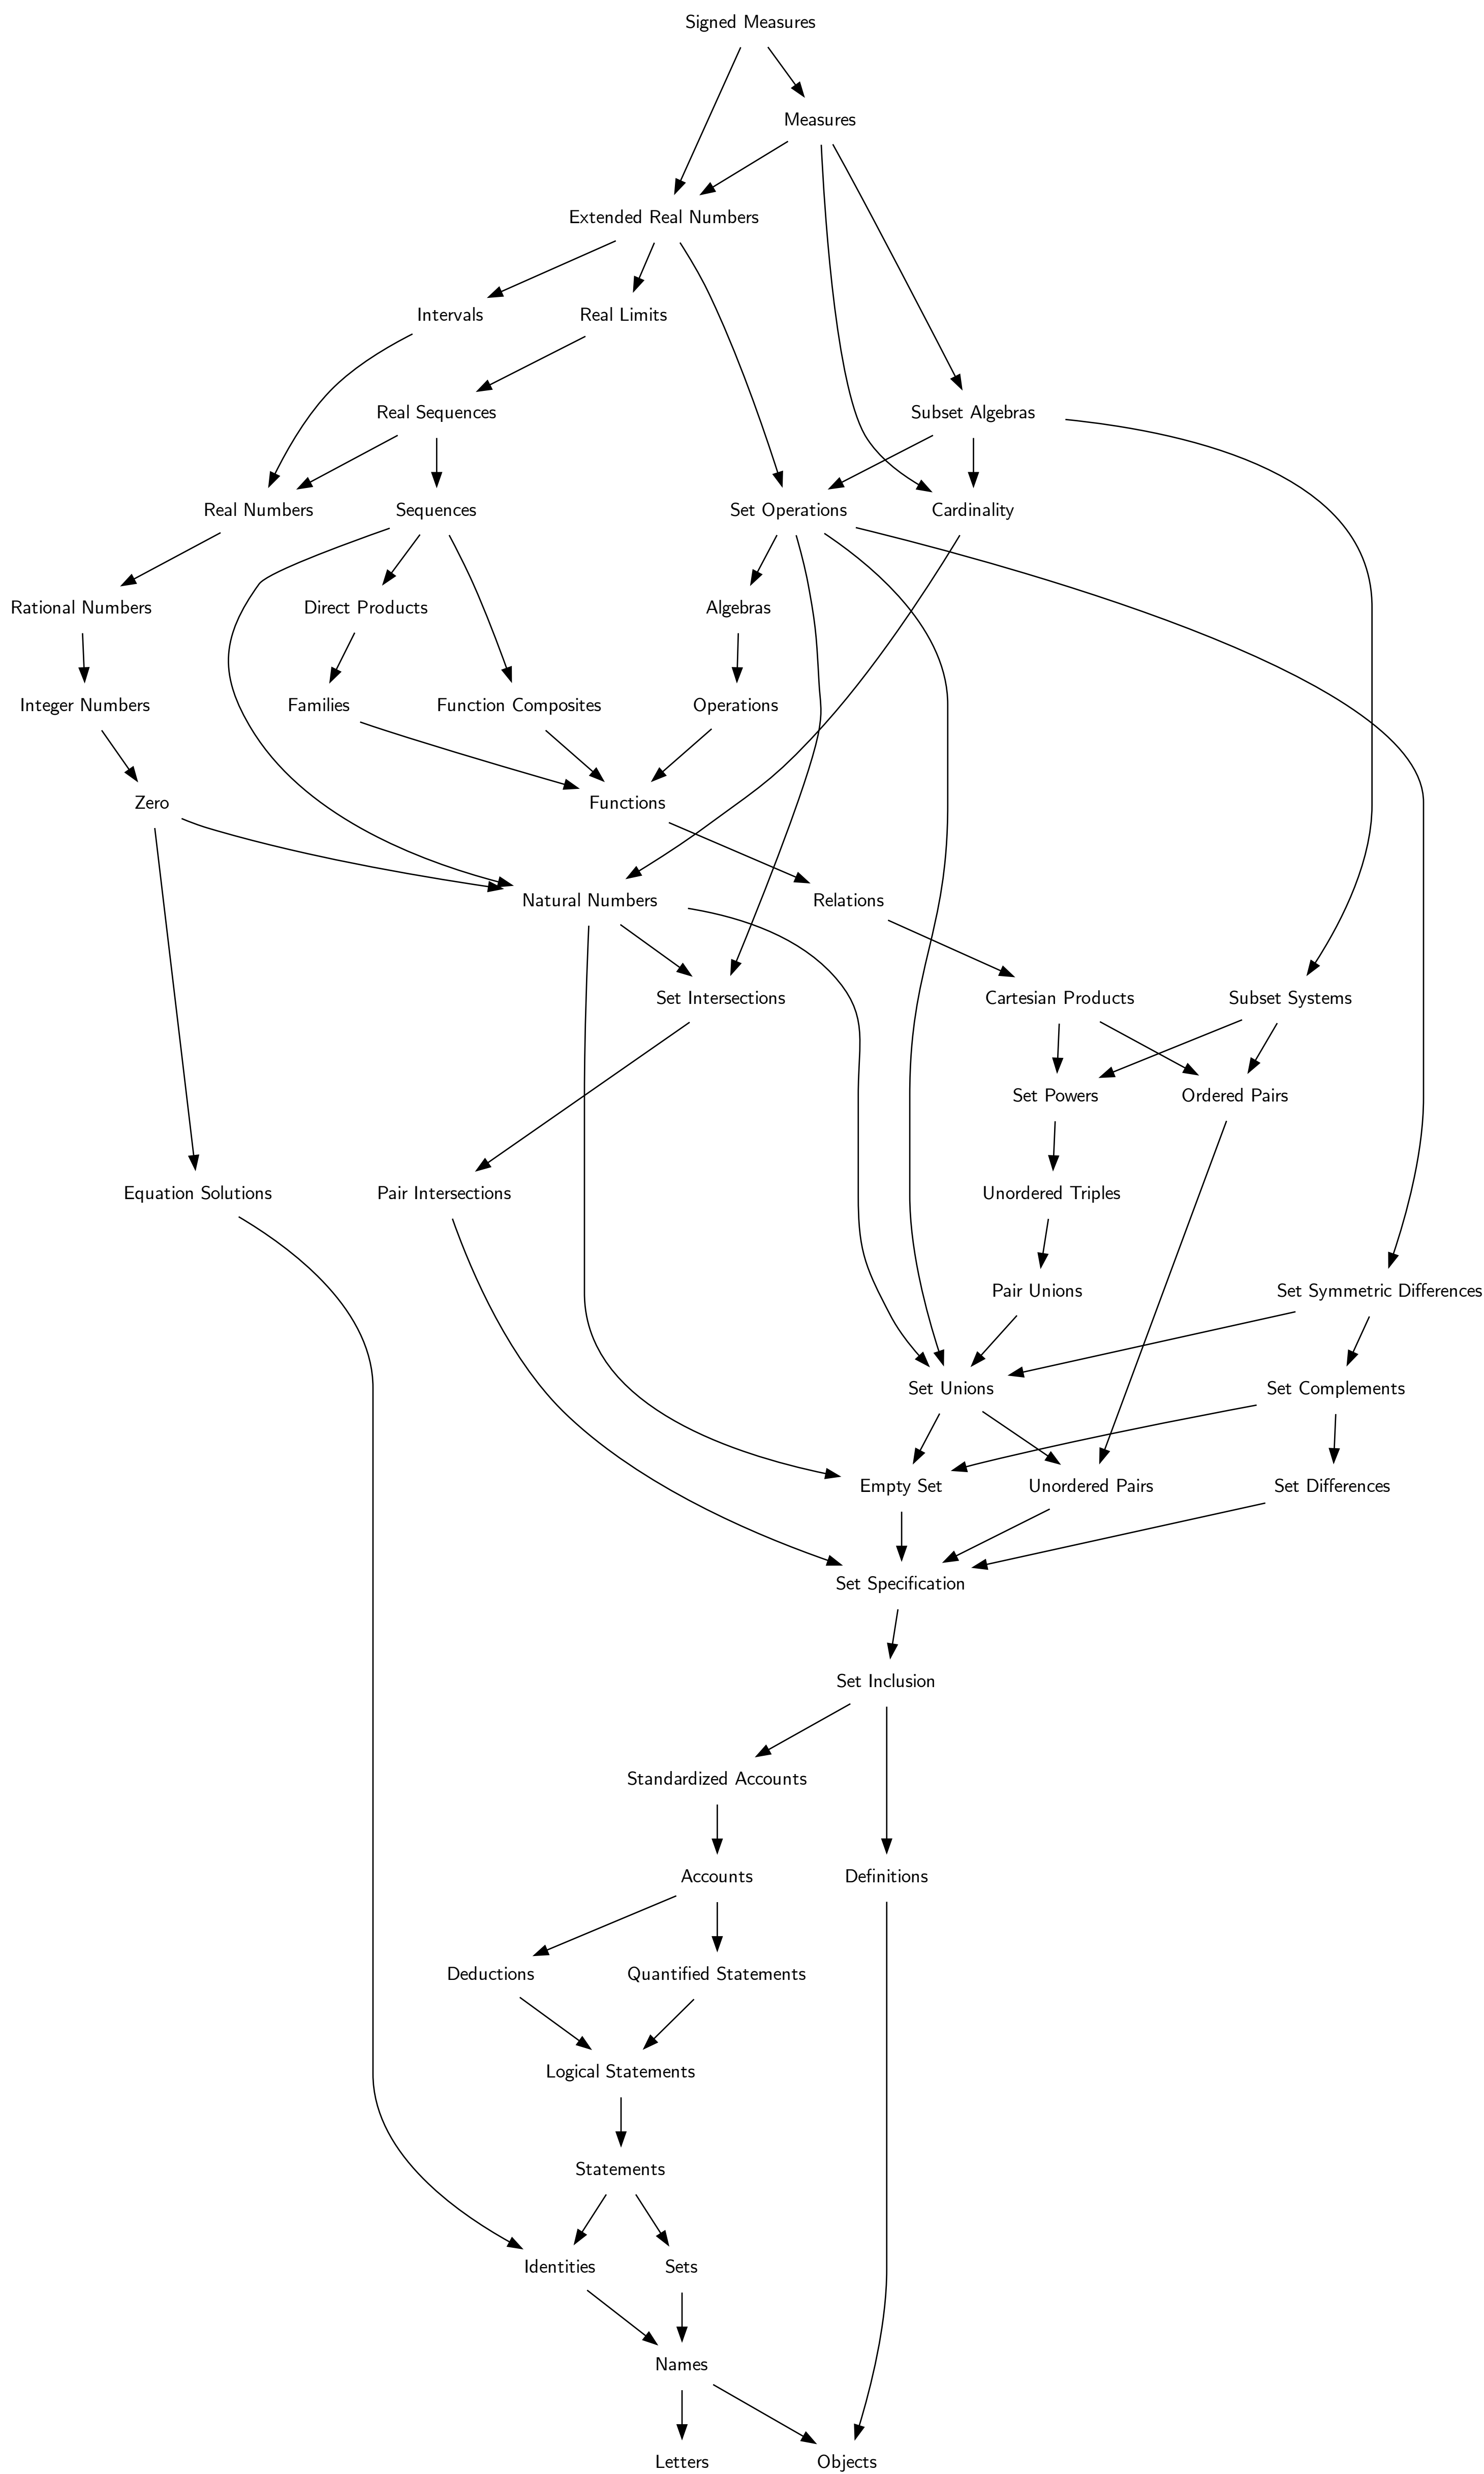 Signed Measures
Measures
Extended Real Numbers
Intervals
Real Limits
Real Sequences
Subset Algebras
Real Numbers
Sequences
Set Operations
Cardinality
Rational Numbers
Direct Products
Algebras
Integer Numbers
Families
Function Composites
Operations
Zero
Functions
Natural Numbers
Relations
Set Intersections
Cartesian Products
Subset Systems
Set Powers
Ordered Pairs
Equation Solutions
Pair Intersections
Unordered Triples
Pair Unions
Set Symmetric Differences
Set Unions
Set Complements
Empty Set
Unordered Pairs
Set Differences
Set Specification
Set Inclusion
Standardized Accounts
Accounts
Definitions
Deductions
Quantified Statements
Logical Statements
Statements
Identities
Sets
Names
Letters
Objects